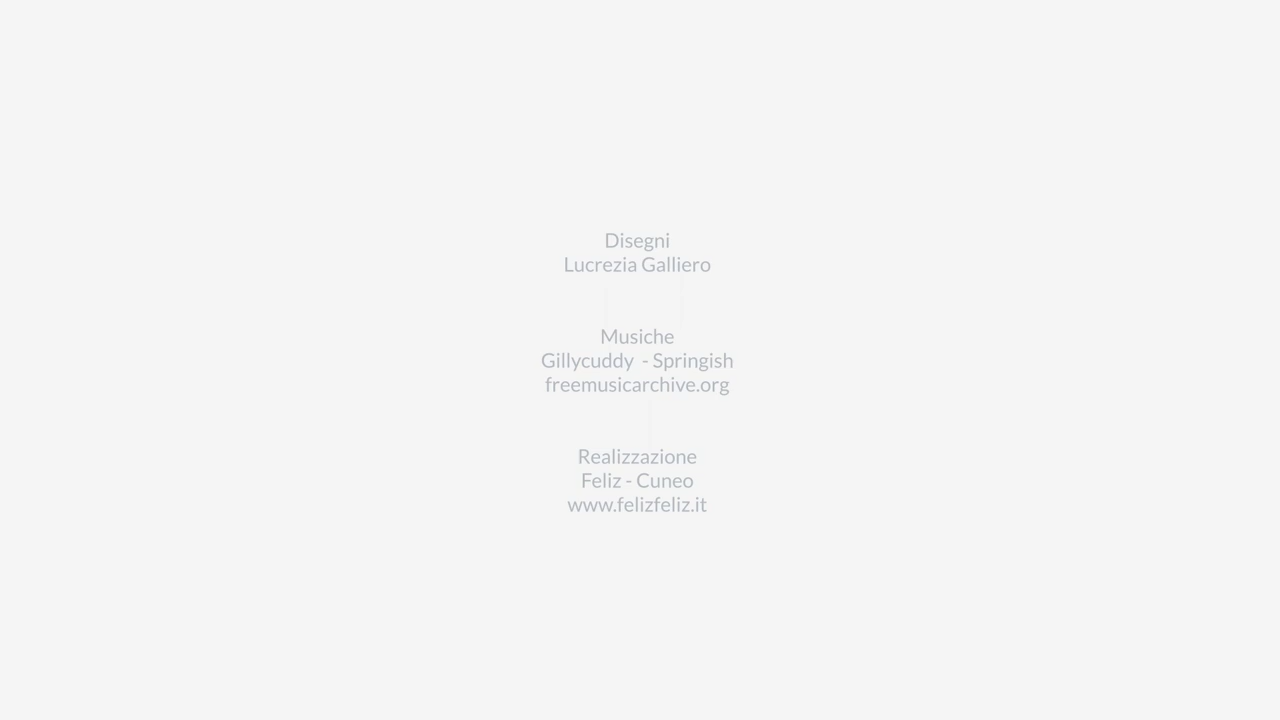 Disegni
Lucrezia Galliero
Musiche
Gillycuddy  - Springish
freemusicarchive.org
Realizzazione
Feliz - Cuneo
www.felizfeliz.it